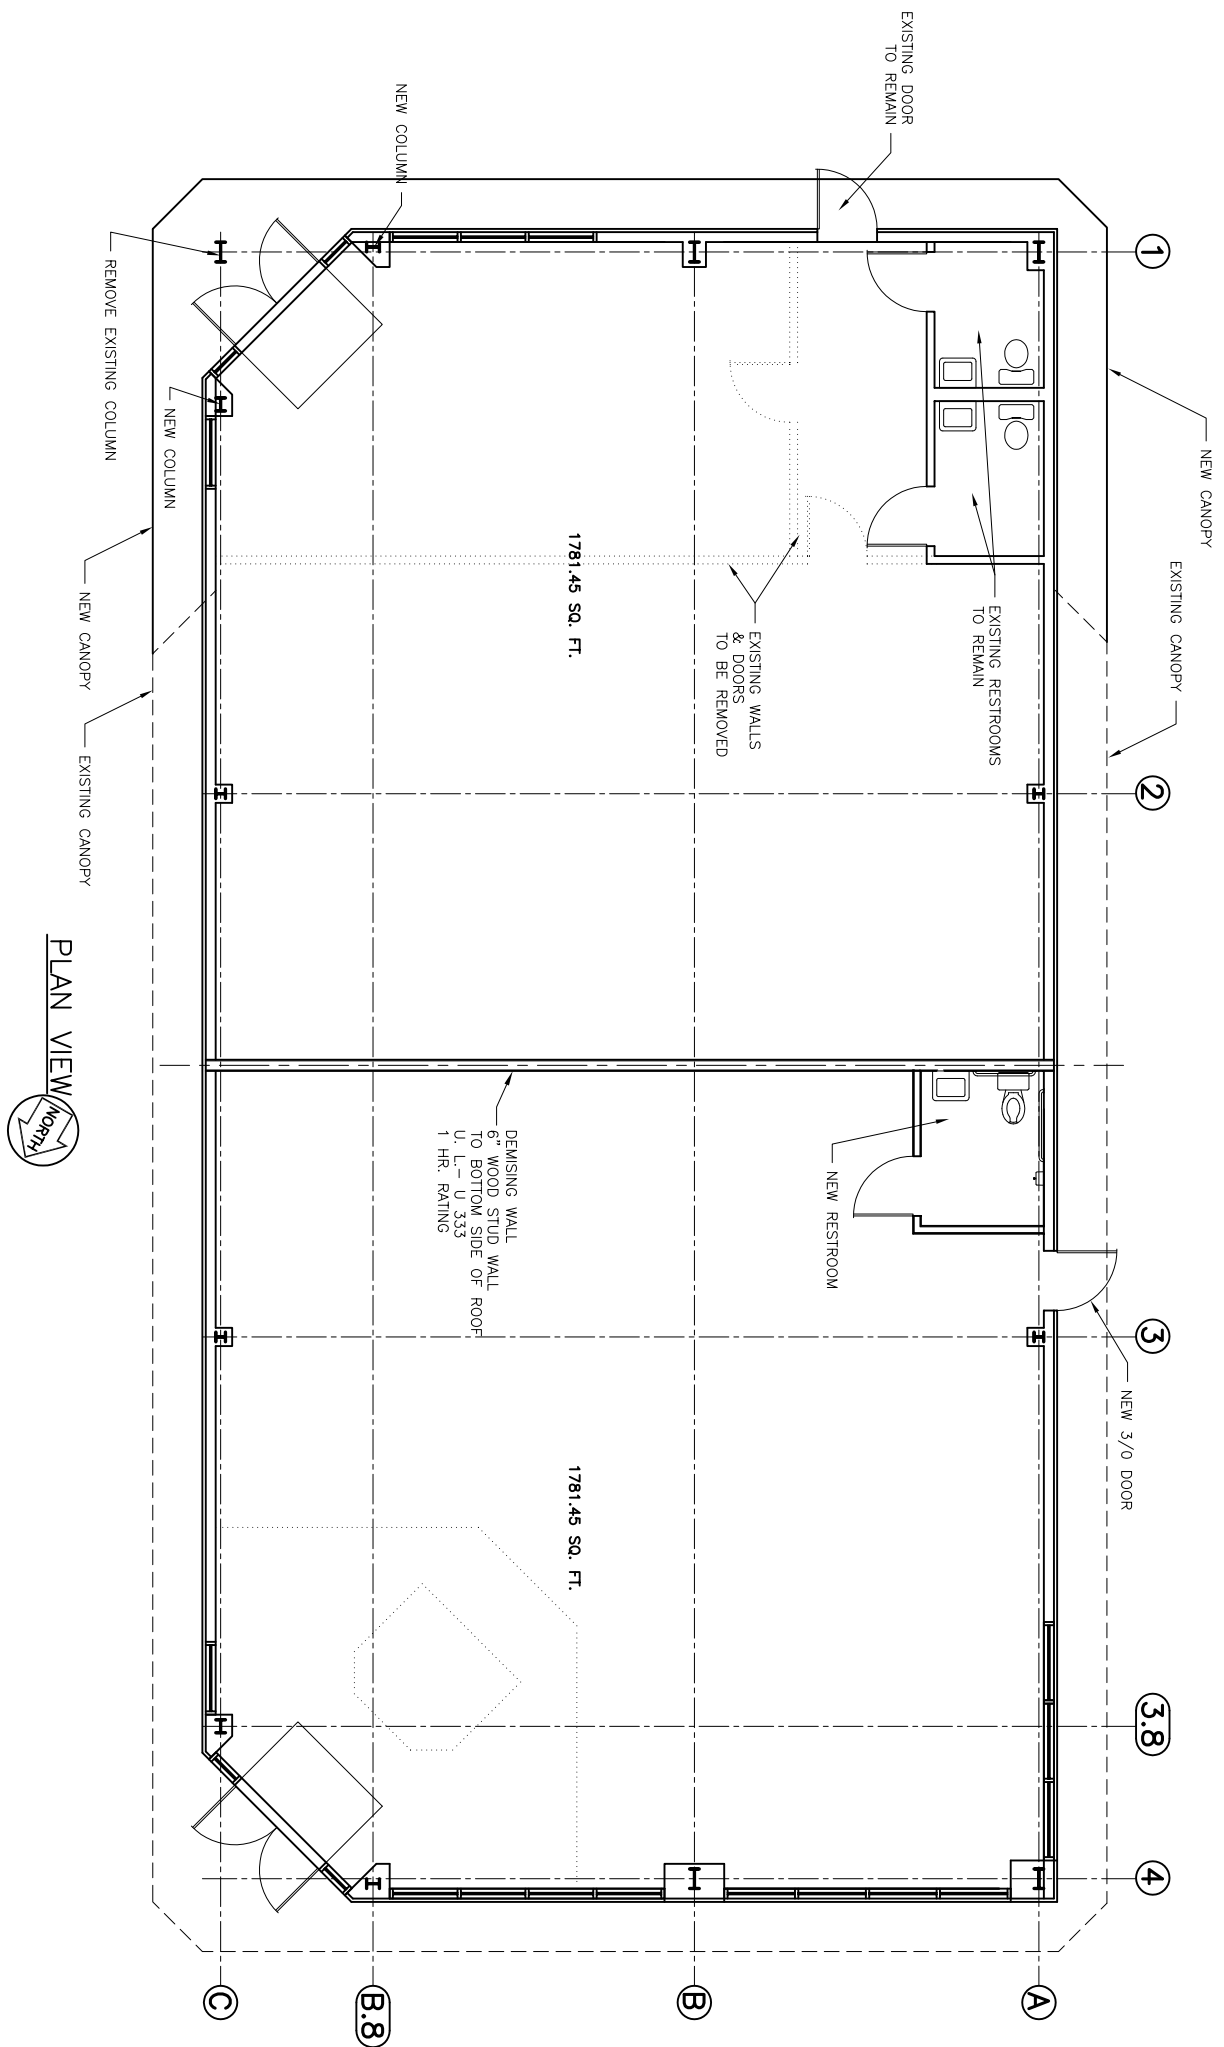 EXISTING DOOR
TO REMAIN
NEW COLUMN
REMOVE EXISTING COLUMN
NEW COLUMN
1
NEW CANOPY
EXISTING CANOPY
EXISTING RESTROOMS
TO REMAIN
EXISTING WALLS
& DOORS
TO BE REMOVED
1781.45 SQ. FT.
NEW CANOPY
EXISTING CANOPY
2
PLAN VIEW
NORTH
DEMISING WALL
6" WOOD STUD WALL
TO BOTTOM SIDE OF ROOF
U. L.- U 333
1 HR. RATING
NEW RESTROOM
3
NEW 3/0 DOOR
1781.45 SQ. FT.
3.8
4
A
B
B.8
C